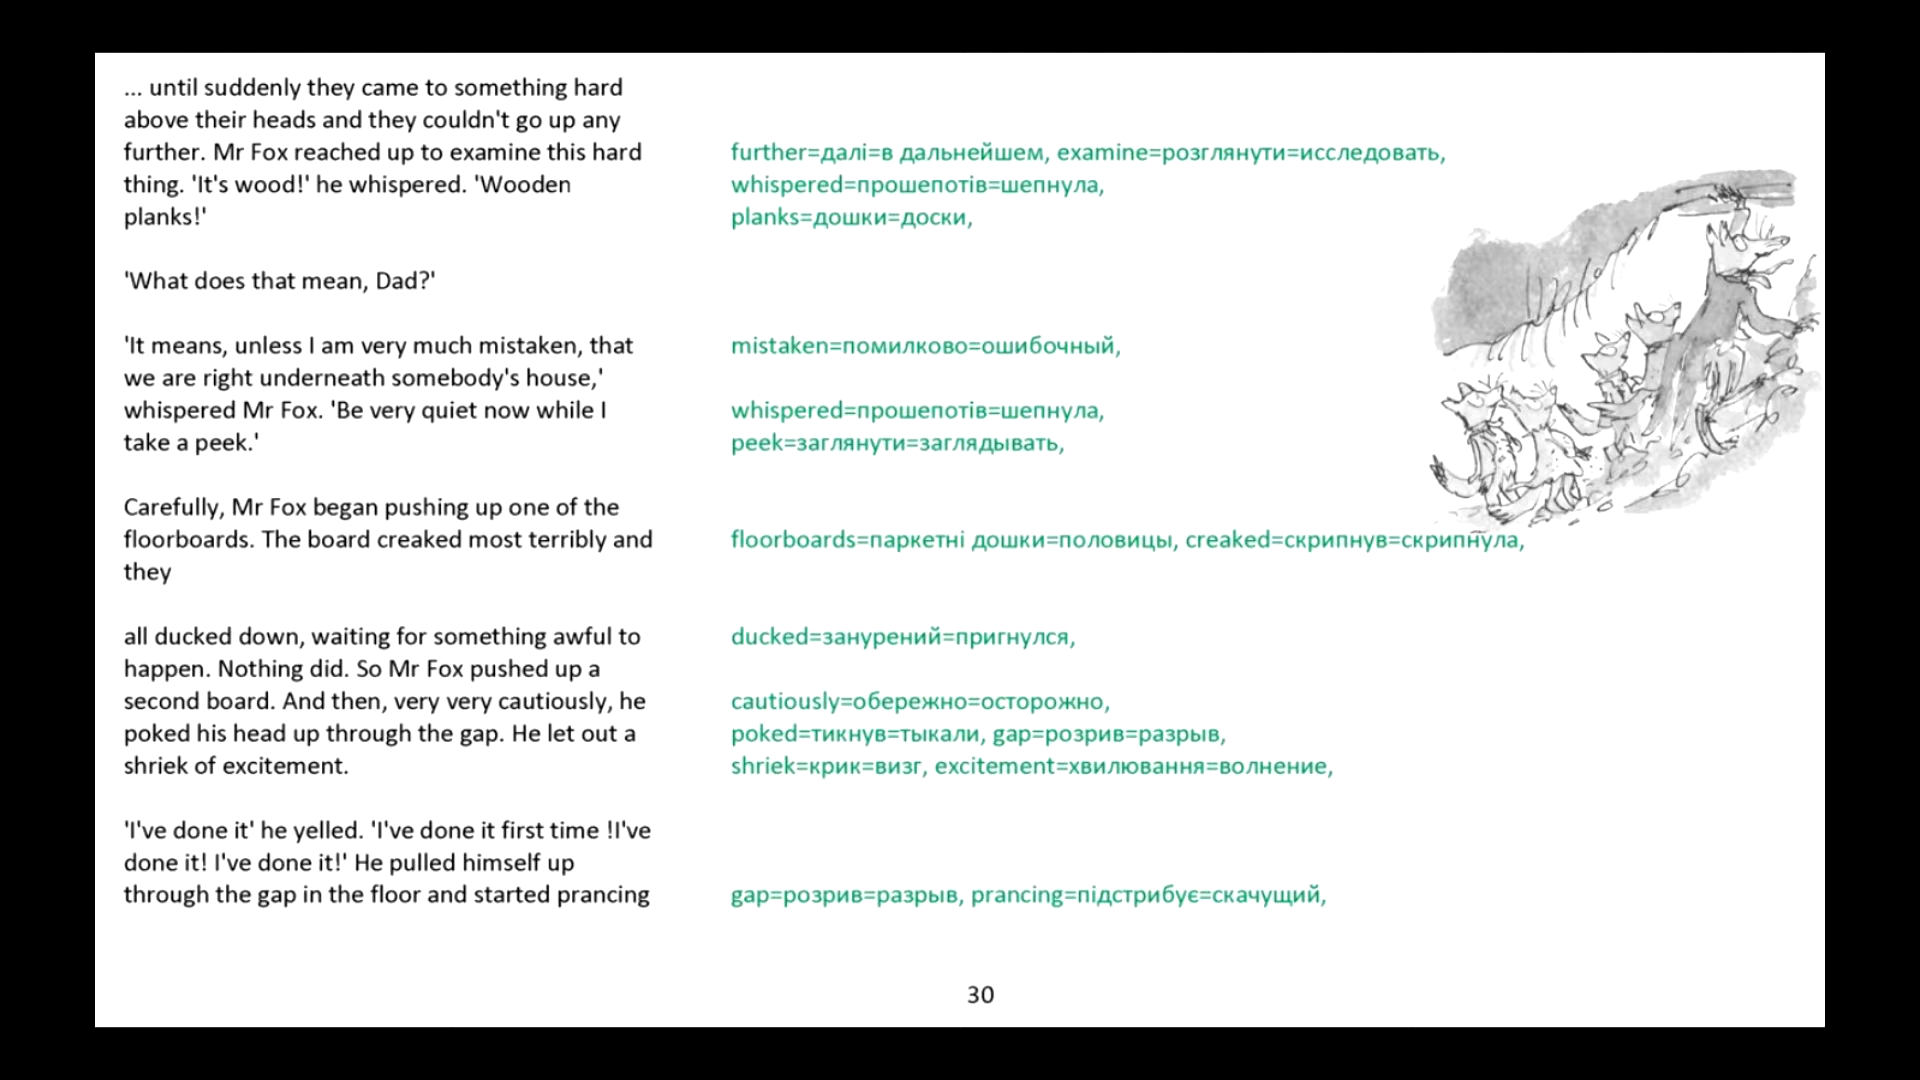 ... until suddenly they came to something hard
above their heads and they couldn't go up any
further. Mr Fox reached up to examine this hard
thing. 'It's wood!' he whispered. 'Wooden
planks!'
'What does that mean, Dad?'
'It means, unless I am very much mistaken, that
we are right underneath somebody's house,'
whispered Mr Fox. 'Be very quiet now while I
take a peek.'
Carefully, Mr Fox began pushing up one of the
floorboards. The board creaked most terribly and
they
all ducked down, waiting for something awful to
happen. Nothing did. So Mr Fox pushed up a
second board. And then, very very cautiously, he
poked his head up through the gap. He let out a
shriek of excitement.
'I've done it' he yelled. 'I've done it first time !I've
done it! I've done it!' He pulled himself up
through the gap in the floor and started prancing
further=далі=в дальнейшем, examine=розглянути=исследовать,
whispered=прошепотів=шепнула,
planks=дошки=доски,
mistaken=помилково=ошибочный,
whispered=прошепотів=шепнула,
peek=заглянути=заглядывать,
floorboards=паркетні дошки=половицы, creaked=скрипнув=скрипнула,
ducked=занурений=пригнулся,
cautiously=обережно=осторожно,
poked=тикнув=тыкали, gap=розрив=разрыв,
shriek=крик=визг, excitement=хвилювання=волнение,
gap=розрив=разрыв, prancing=підстрибує=скачущий,
30